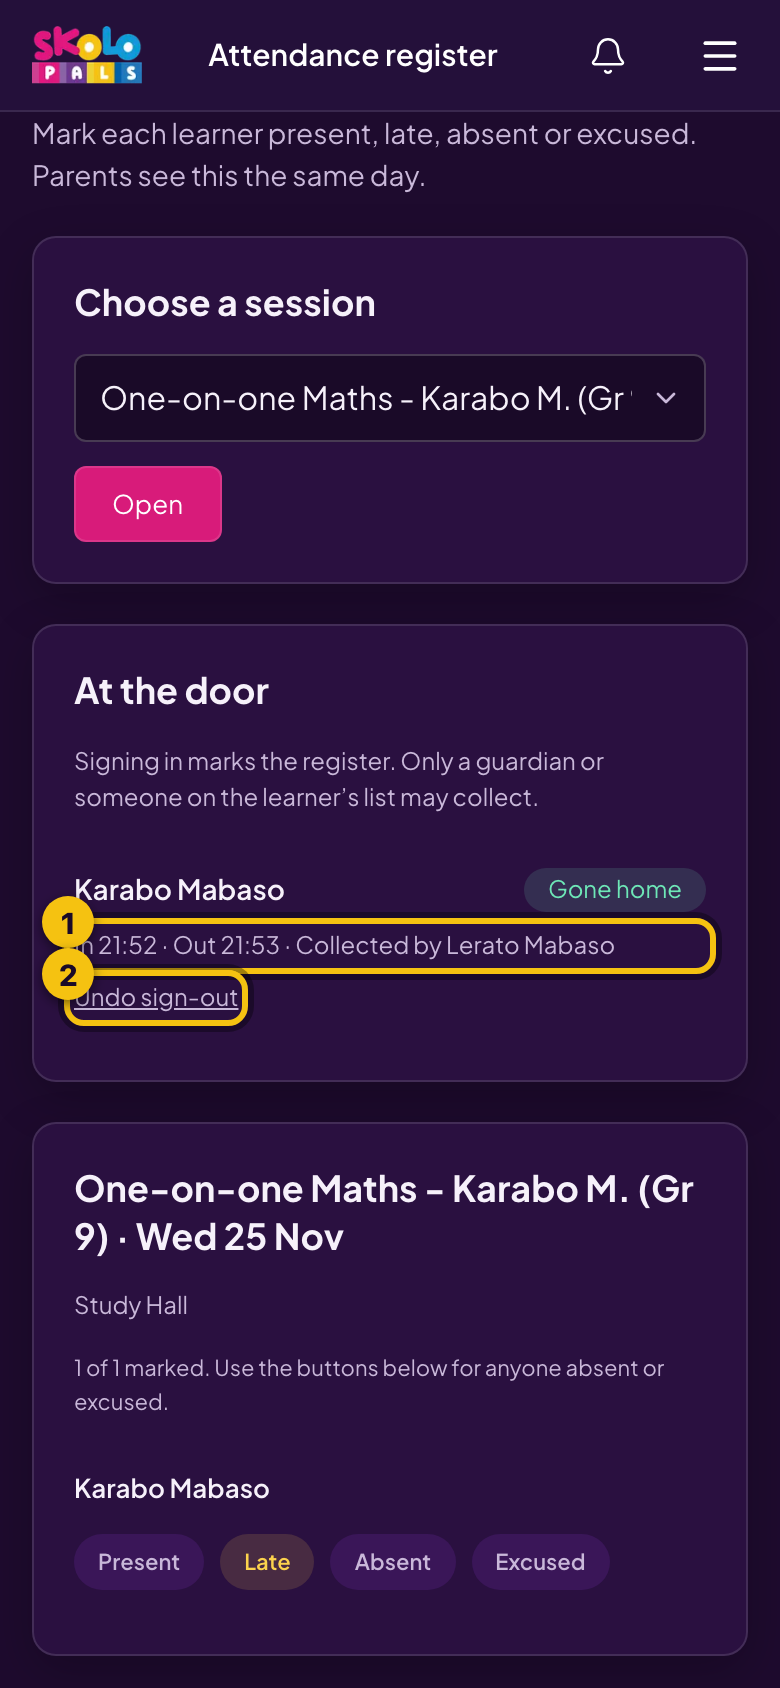 SKOLO
PALS
Attendance register
Mark each learner present, late, absent or excused.
Parents see this the same day.
Choose a session
One-on-one Maths - Karabo M. (Gr
Open
At the door
Signing in marks the register. Only a guardian or
someone on the learner’s list may collect.
Karabo Mabaso
Gone home
1
21:52 · Out 21:53 · Collected by Lerato Mabaso
2
Undo sign-out
One-on-one Maths - Karabo M. (Gr
9) · Wed 25 Nov
Study Hall
1 of 1 marked. Use the buttons below for anyone absent or
excused.
Karabo Mabaso
Present
Late
Absent
Excused